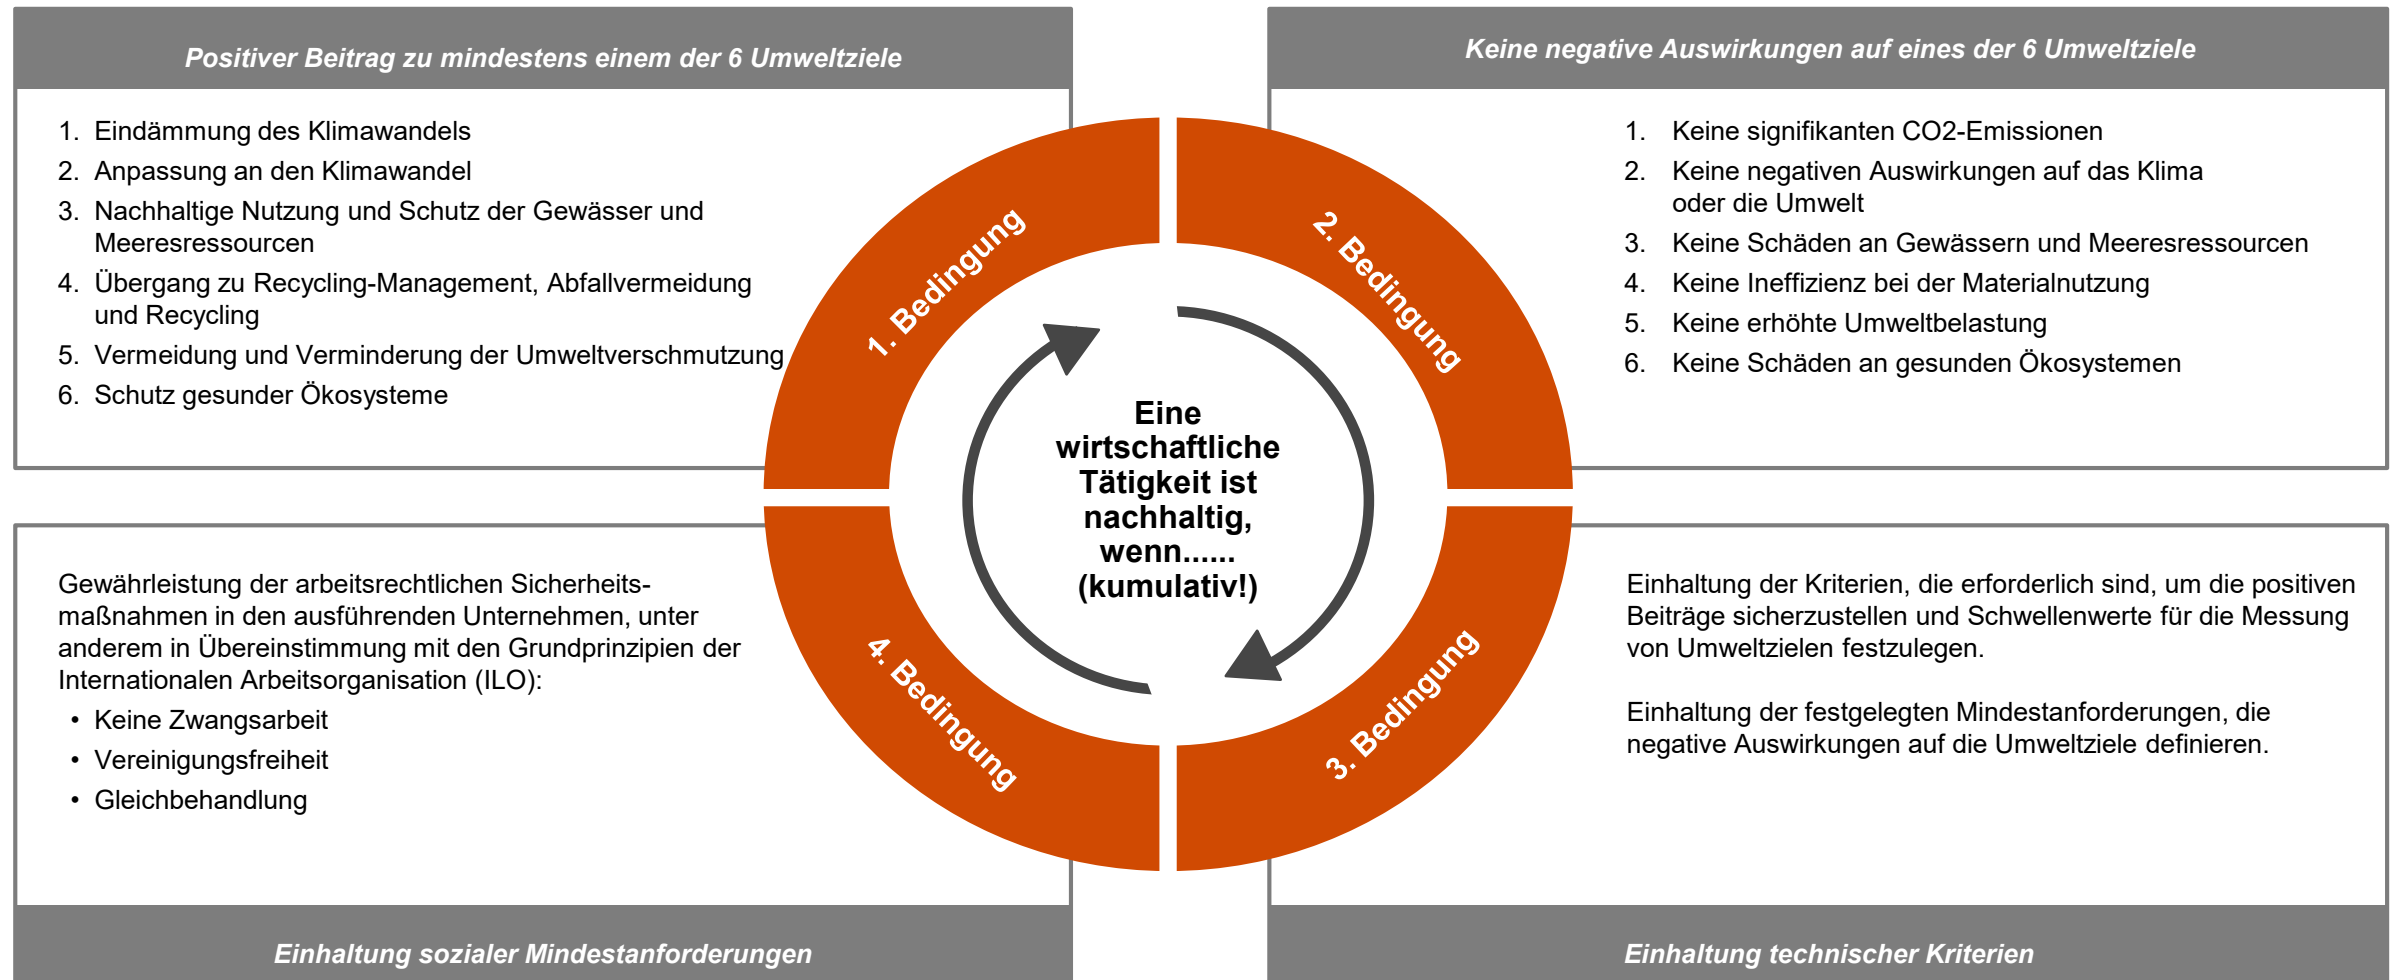 Positiver Beitrag zu mindestens einem der 6 Umweltziele
1. Eindämmung des Klimawandels
2. Anpassung an den Klimawandel
3. Nachhaltige Nutzung und Schutz der Gewässer und
Meeresressourcen
4. Übergang zu Recycling-Management, Abfallvermeidung
und Recycling
5. Vermeidung und Verminderung der Umweltverschmutzung
6. Schutz gesunder Ökosysteme
Keine negative Auswirkungen auf eines der 6 Umweltziele
1. Keine signifikanten CO2-Emissionen
2. Keine negativen Auswirkungen auf das Klima
oder die Umwelt
3. Keine Schäden an Gewässern und Meeresressourcen
4. Keine Ineffizienz bei der Materialnutzung
5. Keine erhöhte Umweltbelastung
6. Keine Schäden an gesunden Ökosystemen
1. Bedingung
2. Bedingung
Eine
wirtschaftliche
Tätigkeit ist
nachhaltig,
wenn......
(kumulativ!)
4. Bedingung
3. Bedingung
Gewährleistung der arbeitsrechtlichen Sicherheits-
maßnahmen in den ausführenden Unternehmen, unter
anderem in Übereinstimmung mit den Grundprinzipien der
Internationalen Arbeitsorganisation (ILO):
• Keine Zwangsarbeit
• Vereinigungsfreiheit
• Gleichbehandlung
Einhaltung sozialer Mindestanforderungen
Einhaltung der Kriterien, die erforderlich sind, um die positiven
Beiträge sicherzustellen und Schwellenwerte für die Messung
von Umweltzielen festzulegen.
Einhaltung der festgelegten Mindestanforderungen, die
negative Auswirkungen auf die Umweltziele definieren.
Einhaltung technischer Kriterien